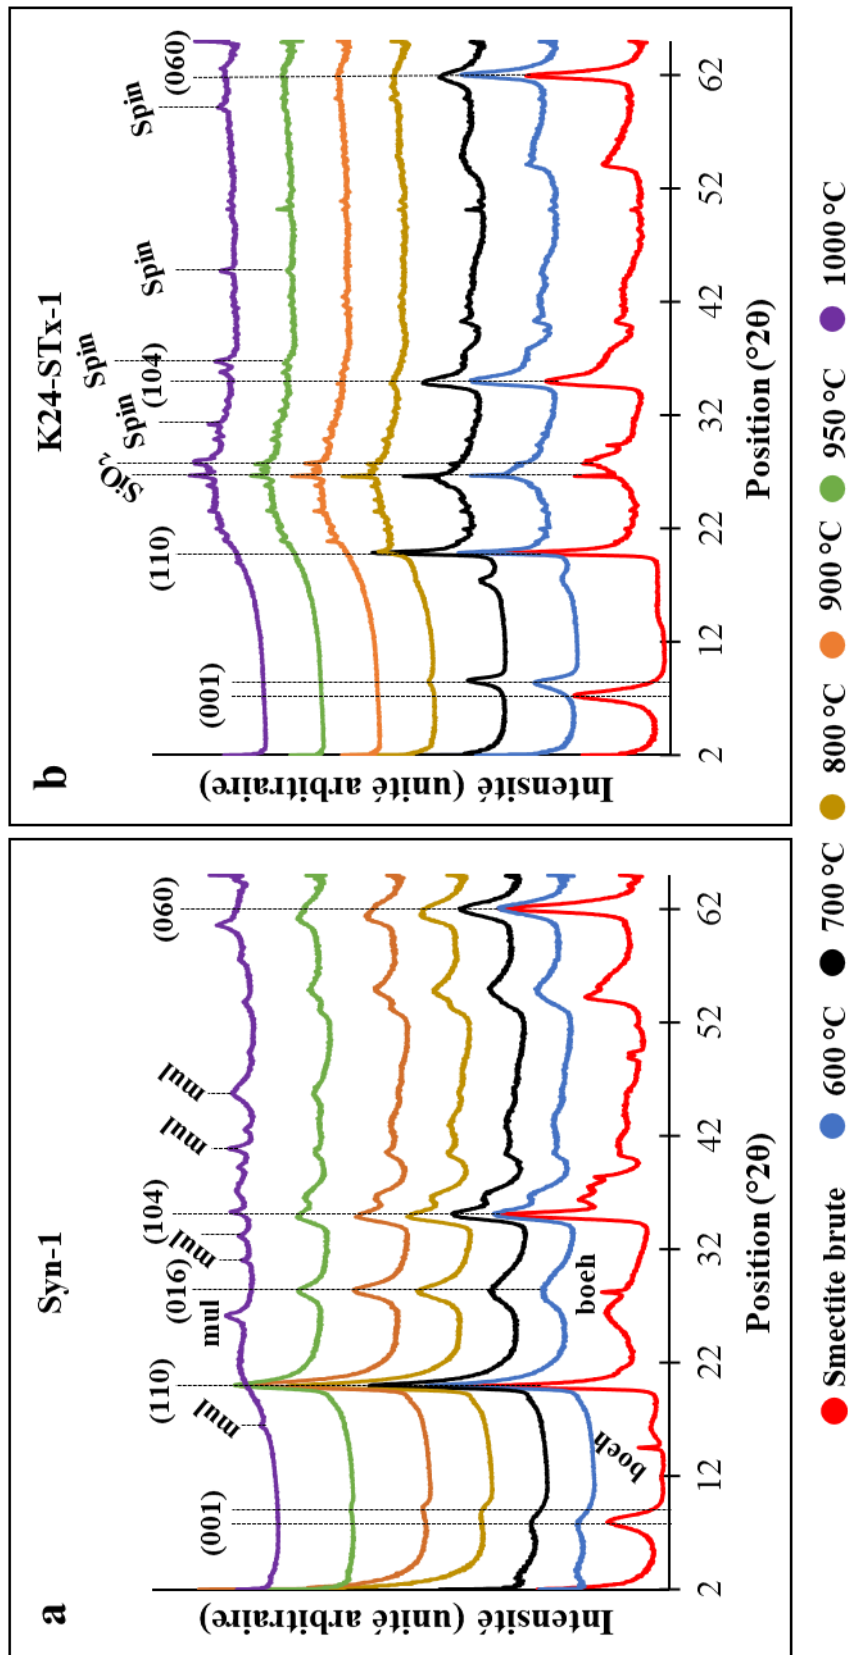 a
Syn-1
Intensité (unité arbitraire)
(001)
mul
(110)
mul
(016)
mul
(104)
mul
mul
(060)
boeh
boeh
2
12
22
32
42
52
62
Position (°2θ)
b
K24-STx-1
Intensité (unité arbitraire)
(001)
(110)
SiO2
Spin
(104)
Spin
Spin
Spin
(060)
2
12
22
32
42
52
62
Position (°2θ)
Smectite brute
600 °C
700 °C
800 °C
900 °C
950 °C
1000 °C